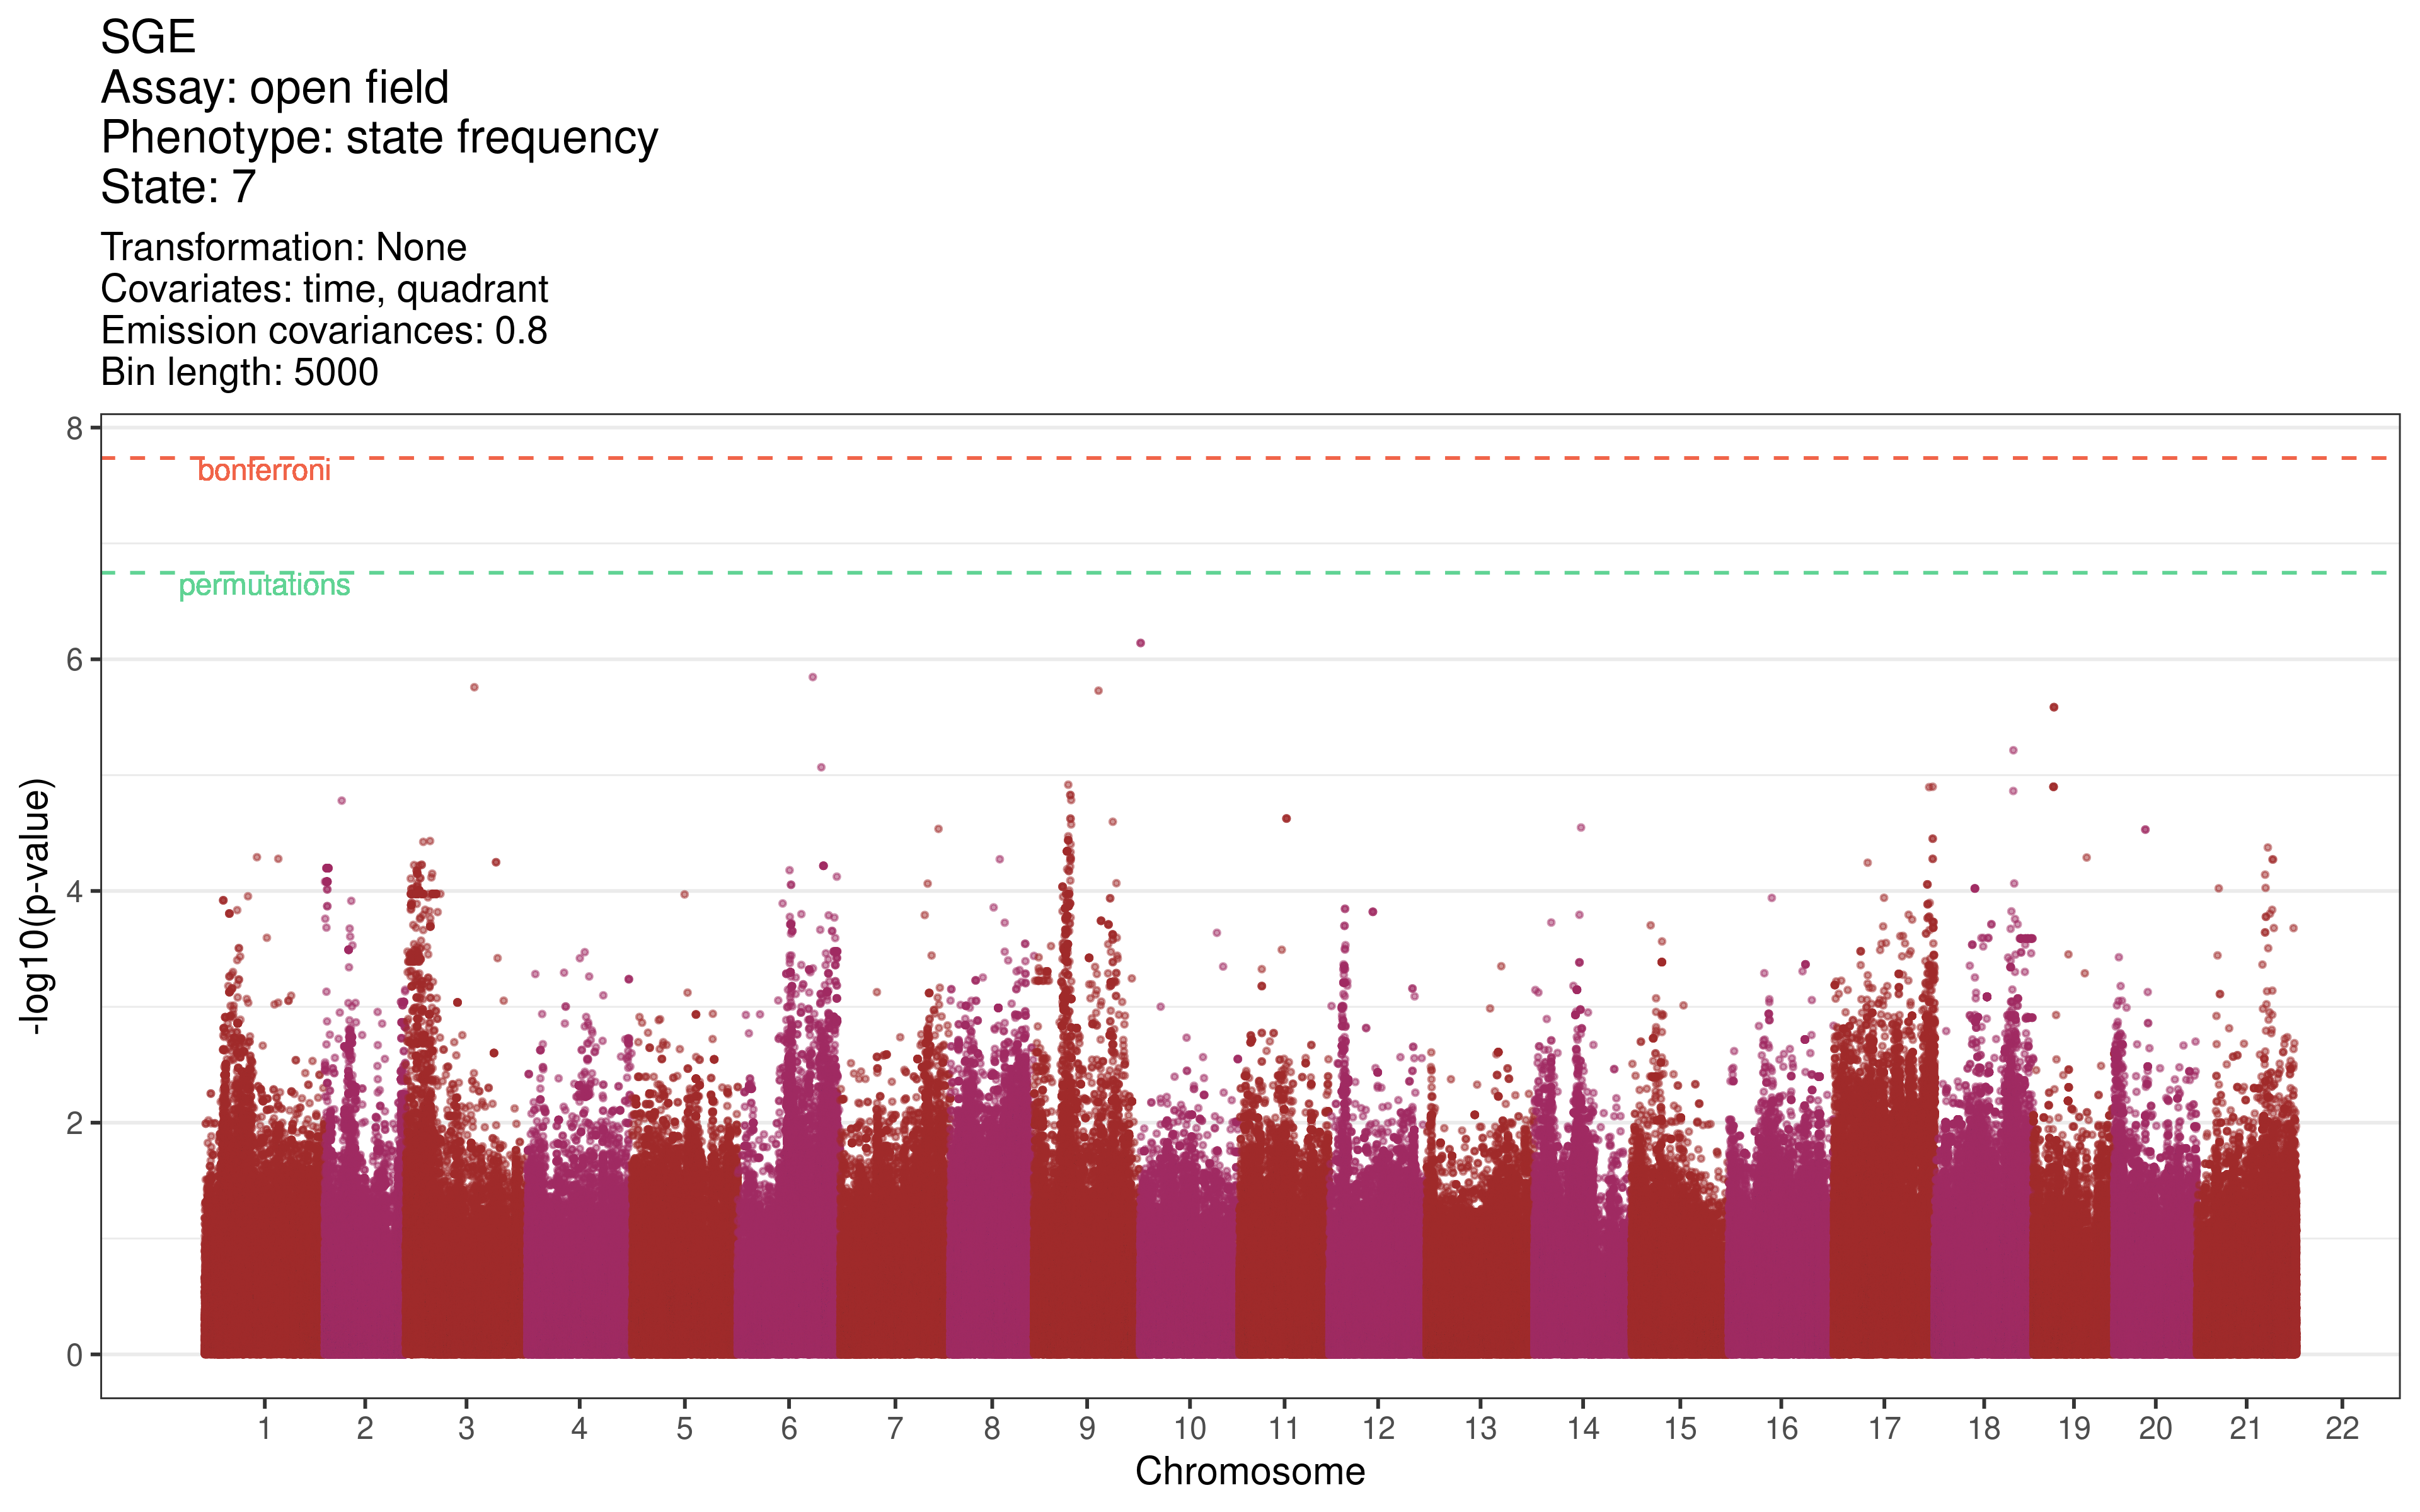 SGE
Assay: open field
Phenotype: state frequency
State: 7
Transformation: None
Covariates: time, quadrant
Emission covariances: 0.8
Bin length: 5000
8
bonferroni
permutations
6
4
2
0
-log10(p-value)
1 2 3 4 5 6 7 8 9 10 11 12 13 14 15 16 17 18 19 20 21 22
Chromosome